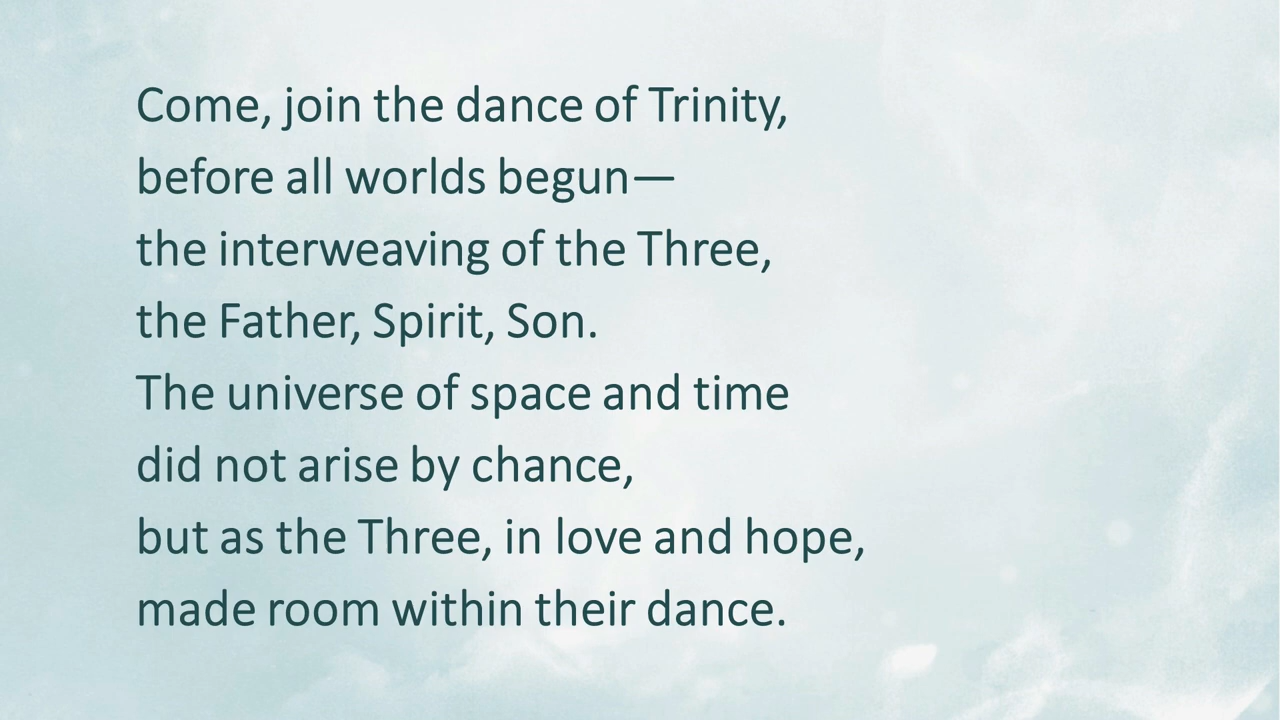 Come, join the dance of Trinity,
before all worlds begun—
the interweaving of the Three,
the Father, Spirit, Son.
The universe of space and time
did not arise by chance,
but as the Three, in love and hope,
made room within their dance.